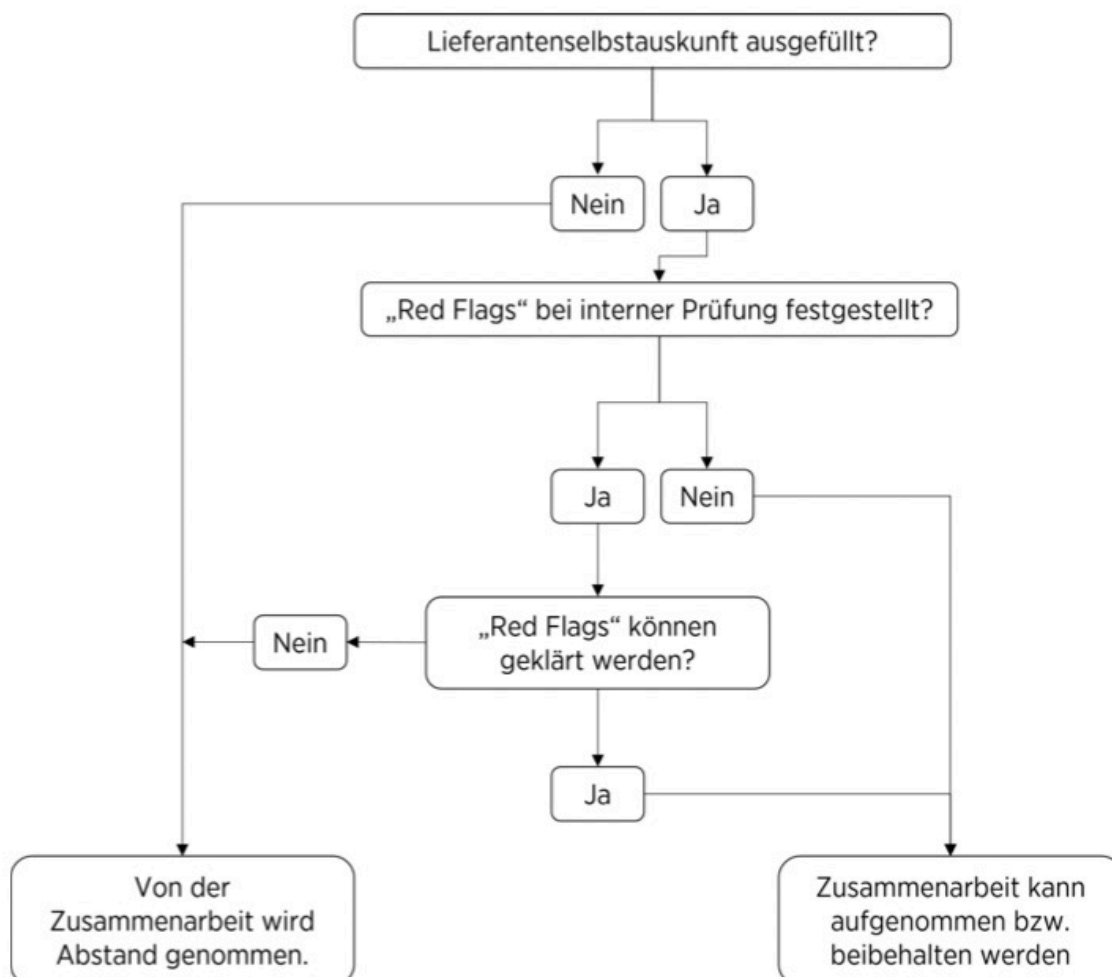 Lieferantenselbstauskunft ausgefüllt?
Nein
Ja
„Red Flags“ bei interner Prüfung festgestellt?
Ja
Nein
„Red Flags“ können
geklärt werden?
Nein
Ja
Von der
Zusammenarbeit wird
Abstand genommen.
Zusammenarbeit kann
aufgenommen bzw.
beibehalten werden